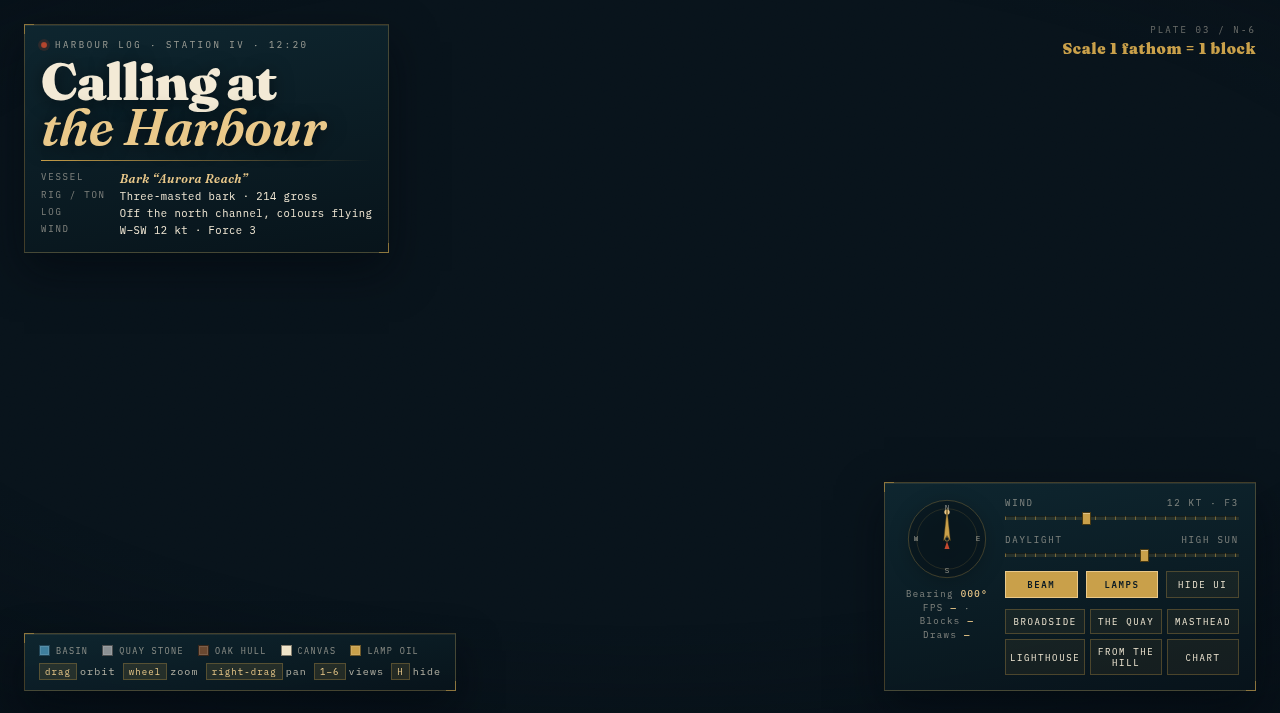 HARBOUR LOG · STATION IV · 12:20
Calling at
the Harbour
VESSEL Bark “Aurora Reach”
RIG / TON Three-masted bark · 214 gross
LOG Off the north channel, colours flying
WIND W–SW 12 kt · Force 3
PLATE 03 / N-6
Scale 1 fathom = 1 block
BASIN QUAY STONE OAK HULL CANVAS LAMP OIL
drag orbit wheel zoom right-drag pan 1–6 views H hide
N
W E
S
Bearing 000°
FPS — ·
Blocks —
Draws —
WIND 12 KT · F3
DAYLIGHT HIGH SUN
BEAM LAMPS HIDE UI
BROADSIDE THE QUAY MASTHEAD
LIGHTHOUSE FROM THE HILL CHART